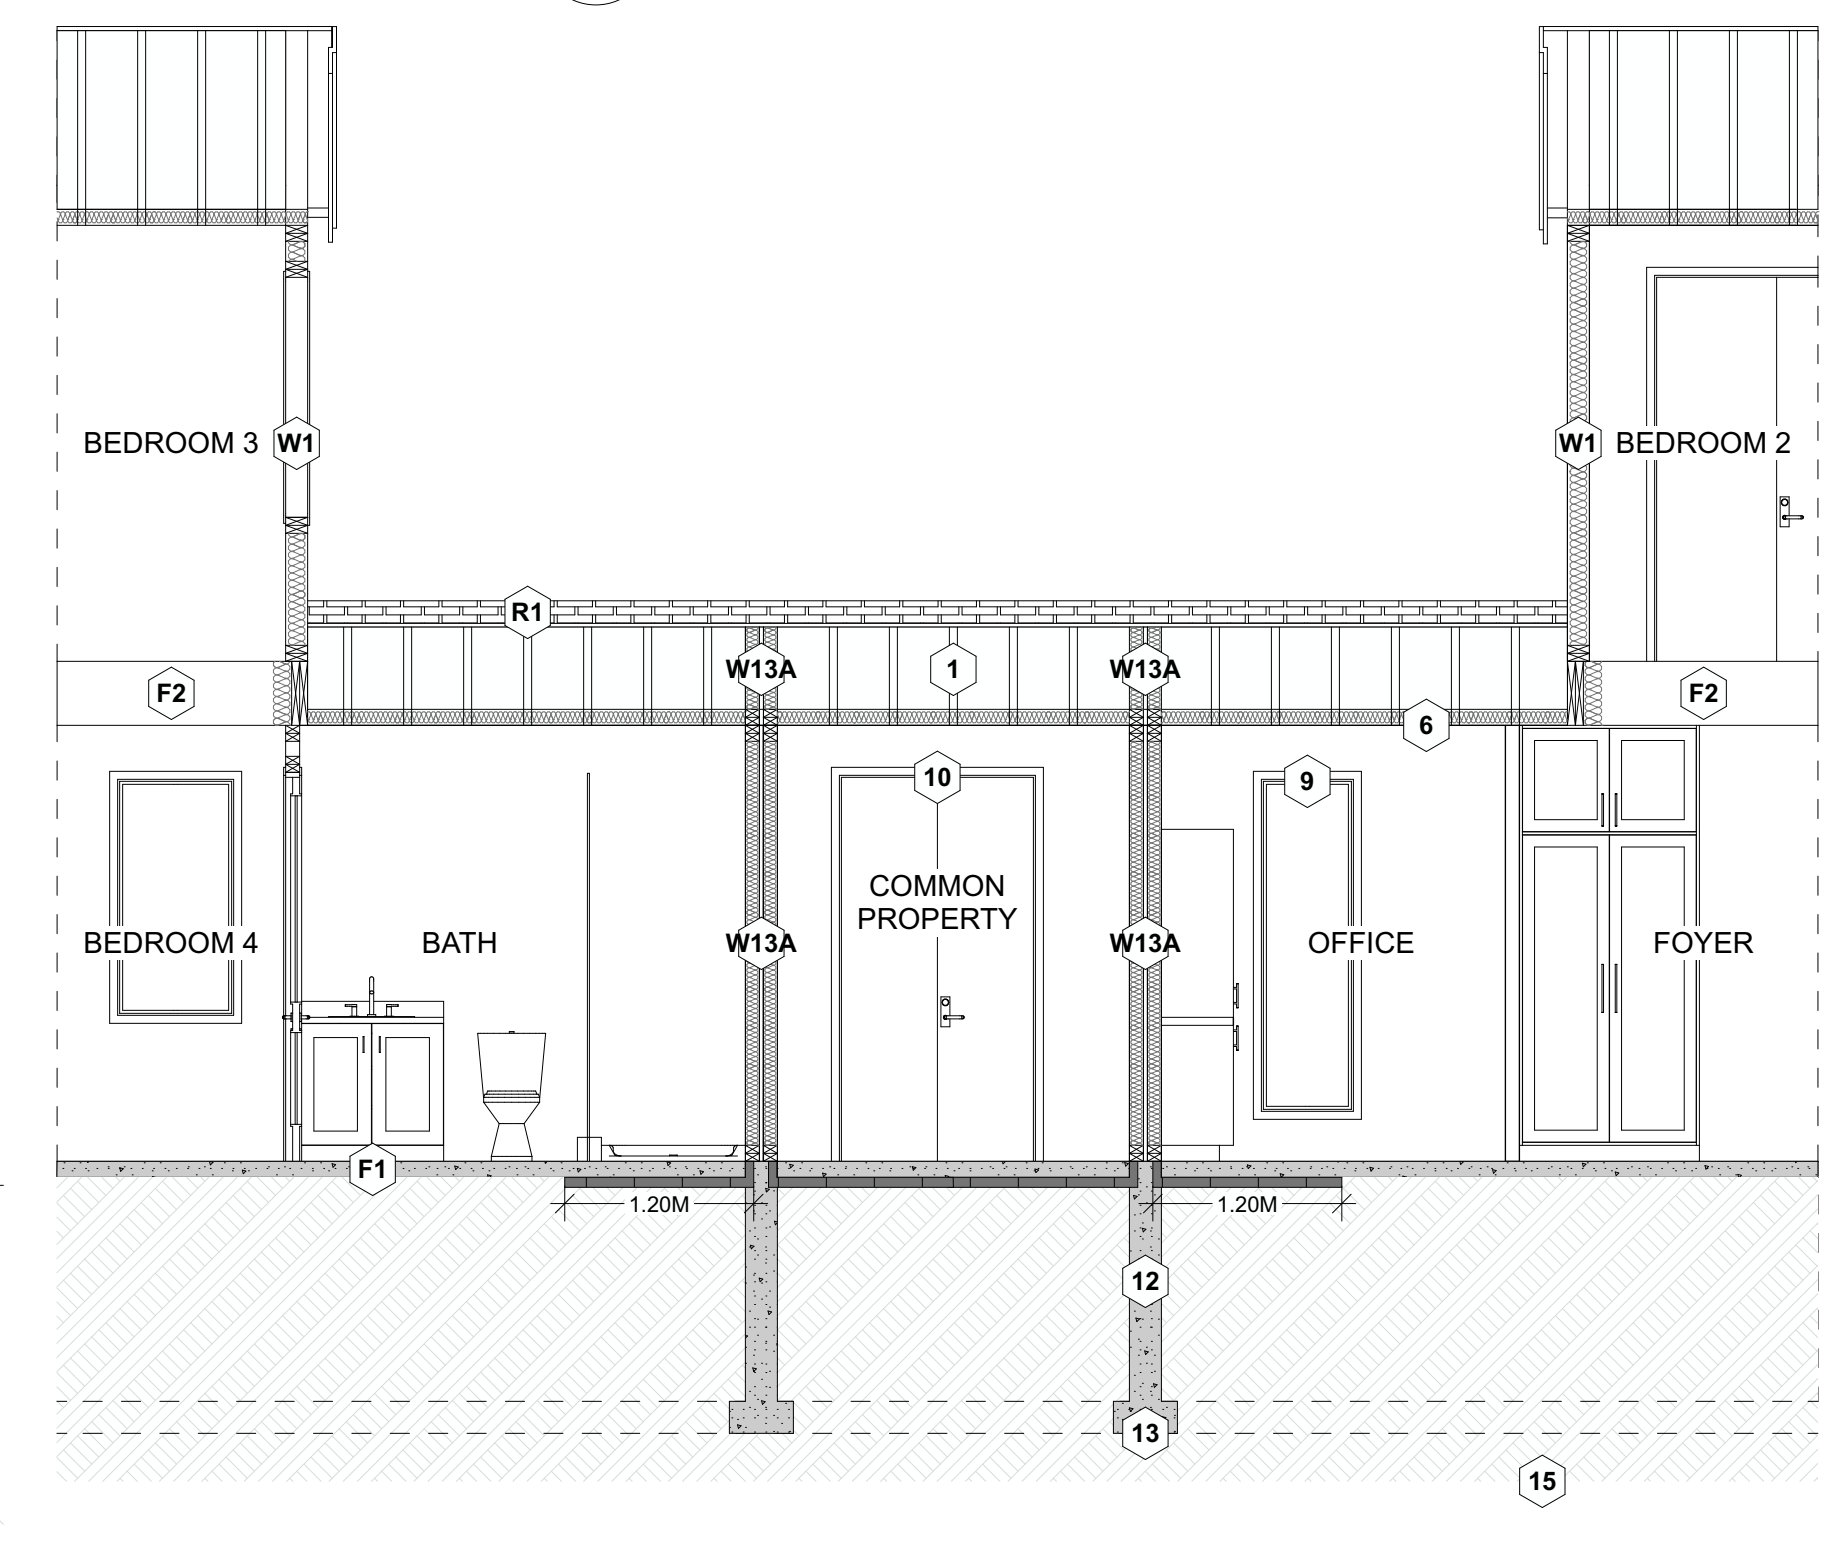 BEDROOM 3
W1
W1
BEDROOM 2
R1
F2
W13A
1
W13A
F2
6
10
9
COMMON
PROPERTY
BEDROOM 4
BATH
W13A
W13A
OFFICE
FOYER
F1
1.20M
1.20M
12
13
15